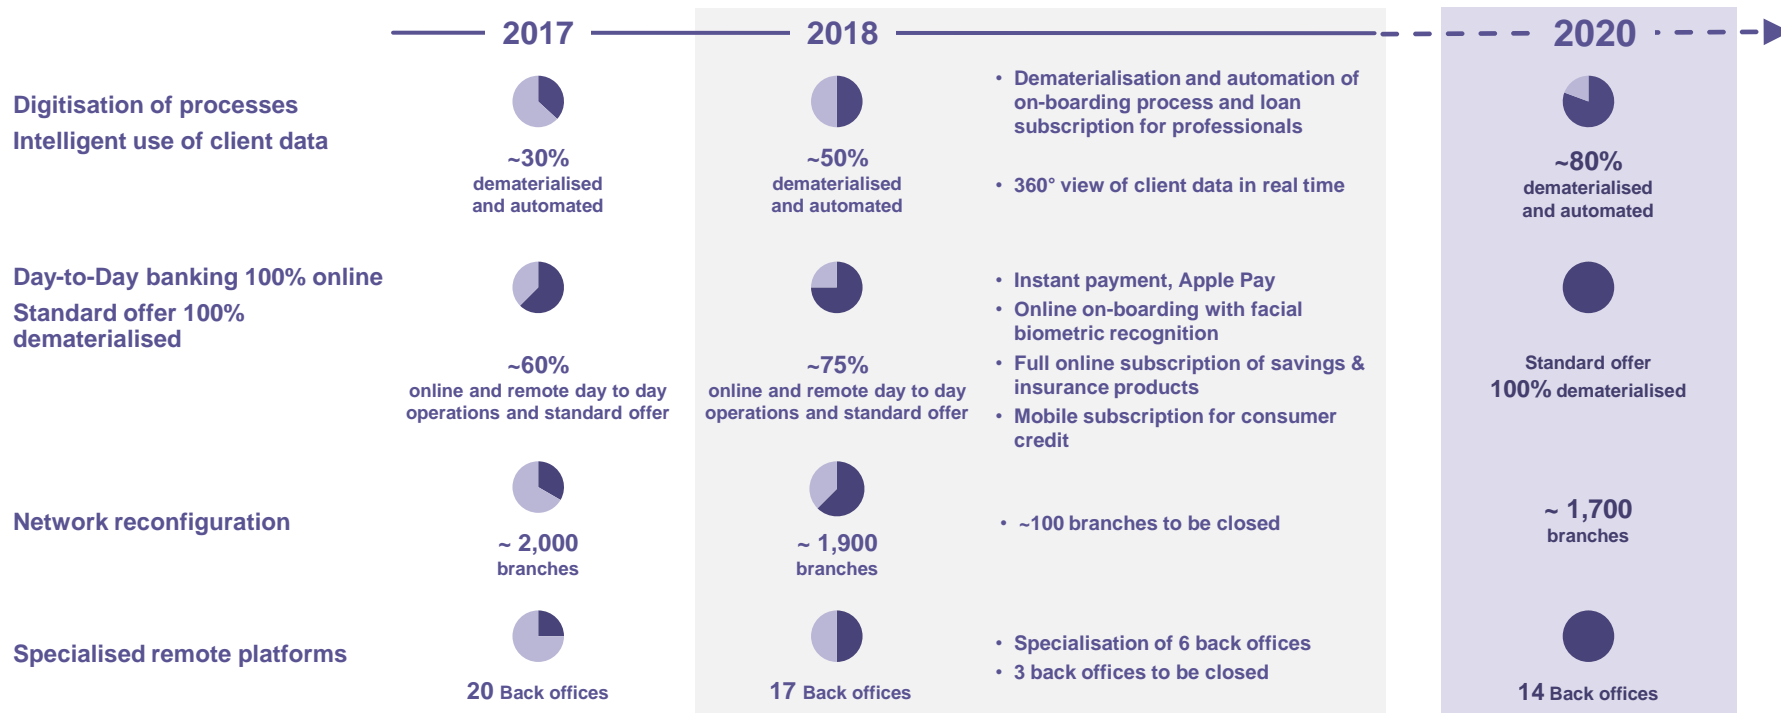 2017
2018
2020
Digitisation of processes
Intelligent use of client data
~30%
dematerialised
and automated
~50%
dematerialised
and automated
• Dematerialisation and automation of
on-boarding process and loan
subscription for professionals
• 360° view of client data in real time
~80%
dematerialised
and automated
Day-to-Day banking 100% online
Standard offer 100%
dematerialised
~60%
online and remote day to day
operations and standard offer
~75%
online and remote day to day
operations and standard offer
• Instant payment, Apple Pay
• Online on-boarding with facial
biometric recognition
• Full online subscription of savings &
insurance products
• Mobile subscription for consumer
credit
Standard offer
100% dematerialised
Network reconfiguration
~ 2,000
branches
~ 1,900
branches
• ~100 branches to be closed
~ 1,700
branches
Specialised remote platforms
20 Back offices
17 Back offices
• Specialisation of 6 back offices
• 3 back offices to be closed
14 Back offices